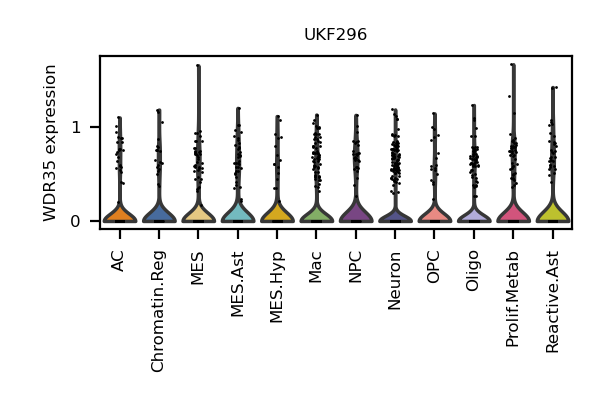 UKF296
WDR35 expression
1
0
AC
Chromatin.Reg
MES
MES.Ast
MES.Hyp
Mac
NPC
Neuron
OPC
Oligo
Prolif.Metab
Reactive.Ast